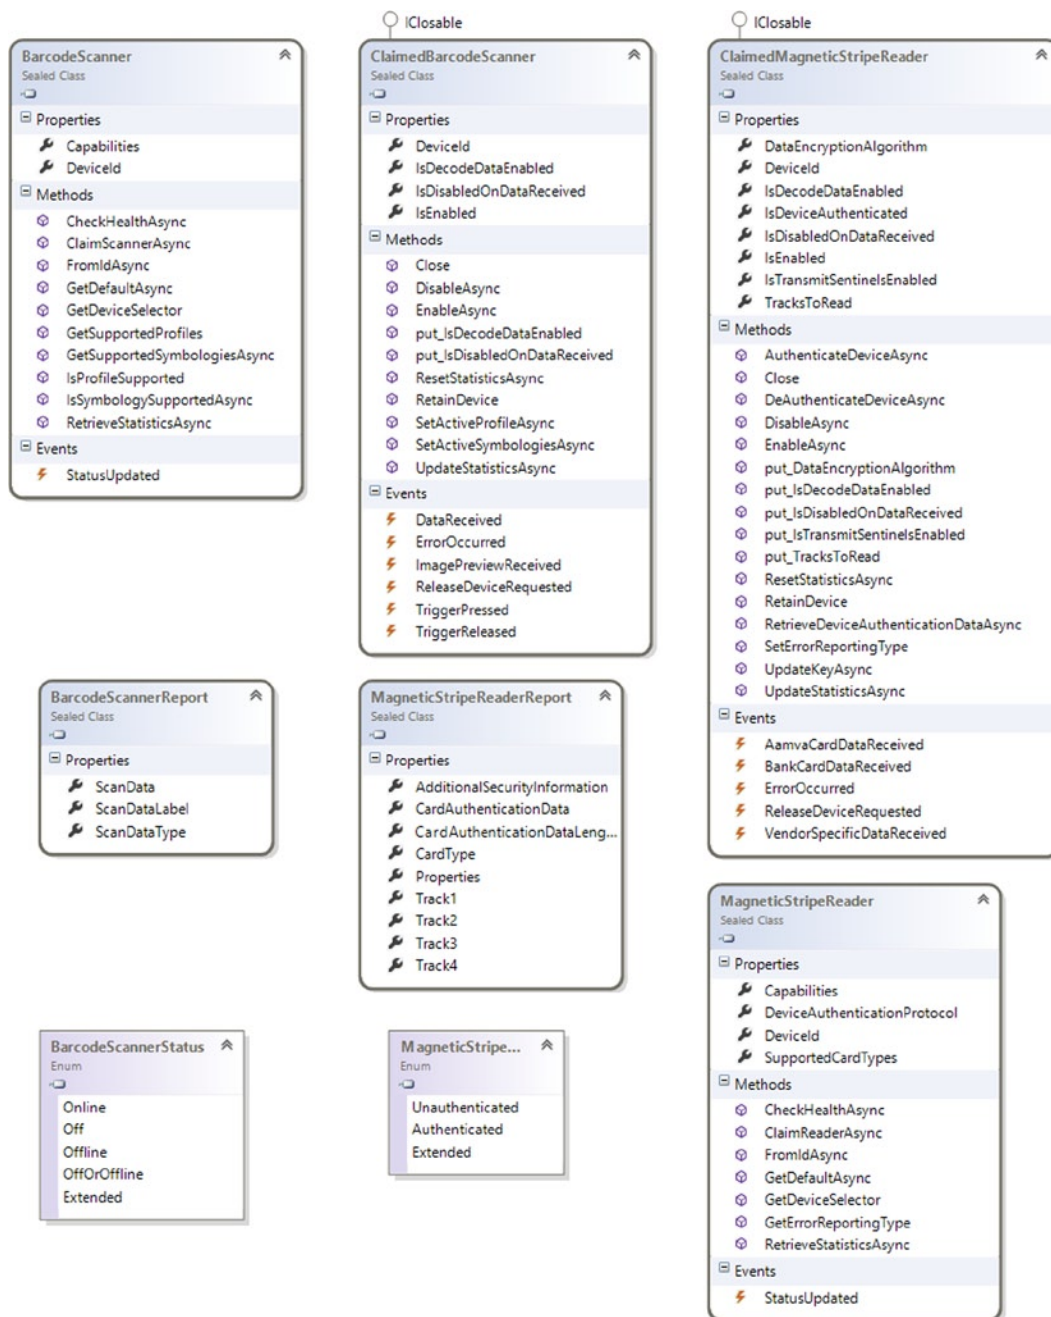 BarcodeScanner
Sealed Class
Properties
Capabilities
DeviceId
Methods
CheckHealthAsync
ClaimScannerAsync
FromIdAsync
GetDefaultAsync
GetDeviceSelector
GetSupportedProfiles
GetSupportedSymbologiesAsync
IsProfileSupported
IsSymbologySupportedAsync
RetrieveStatisticsAsync
Events
StatusUpdated
IClosable
ClaimedBarcodeScanner
Sealed Class
Properties
DeviceId
IsDecodeDataEnabled
IsDisabledOnDataReceived
IsEnabled
Methods
Close
DisableAsync
EnableAsync
put_IsDecodeDataEnabled
put_IsDisabledOnDataReceived
ResetStatisticsAsync
RetainDevice
SetActiveProfileAsync
SetActiveSymbologiesAsync
UpdateStatisticsAsync
Events
DataReceived
ErrorOccurred
ImagePreviewReceived
ReleaseDeviceRequested
TriggerPressed
TriggerReleased
IClosable
ClaimedMagneticStripeReader
Sealed Class
Properties
DataEncryptionAlgorithm
DeviceId
IsDecodeDataEnabled
IsDeviceAuthenticated
IsDisabledOnDataReceived
IsEnabled
IsTransmitSentinelsEnabled
TracksToRead
Methods
AuthenticateDeviceAsync
Close
DeAuthenticateDeviceAsync
DisableAsync
EnableAsync
put_DataEncryptionAlgorithm
put_IsDecodeDataEnabled
put_IsDisabledOnDataReceived
put_IsTransmitSentinelsEnabled
put_TracksToRead
ResetStatisticsAsync
RetainDevice
RetrieveDeviceAuthenticationDataAsync
SetErrorReportingType
UpdateKeyAsync
UpdateStatisticsAsync
Events
AamvaCardDataReceived
BankCardDataReceived
ErrorOccurred
ReleaseDeviceRequested
VendorSpecificDataReceived
BarcodeScannerReport
Sealed Class
Properties
ScanData
ScanDataLabel
ScanDataType
MagneticStripeReaderReport
Sealed Class
Properties
AdditionalSecurityInformation
CardAuthenticationData
CardAuthenticationDataLeng...
CardType
Properties
Track1
Track2
Track3
Track4
MagneticStripeReader
Sealed Class
Properties
Capabilities
DeviceAuthenticationProtocol
DeviceId
SupportedCardTypes
Methods
CheckHealthAsync
ClaimReaderAsync
FromIdAsync
GetDefaultAsync
GetDeviceSelector
GetErrorReportingType
RetrieveStatisticsAsync
Events
StatusUpdated
BarcodeScannerStatus
Enum
Online
Off
Offline
OffOrOffline
Extended
MagneticStripe...
Enum
Unauthenticated
Authenticated
Extended